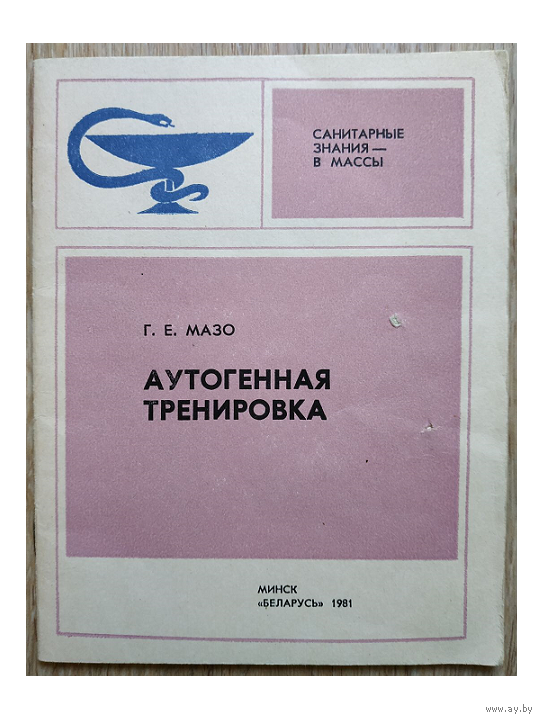 САНИТАРНЫЕ
ЗНАНИЯ —
В МАССЫ
Г. Е. МАЗО
АУТОГЕННАЯ
ТРЕНИРОВКА
МИНСК
«БЕЛАРУСЬ» 1981
www.ay.by